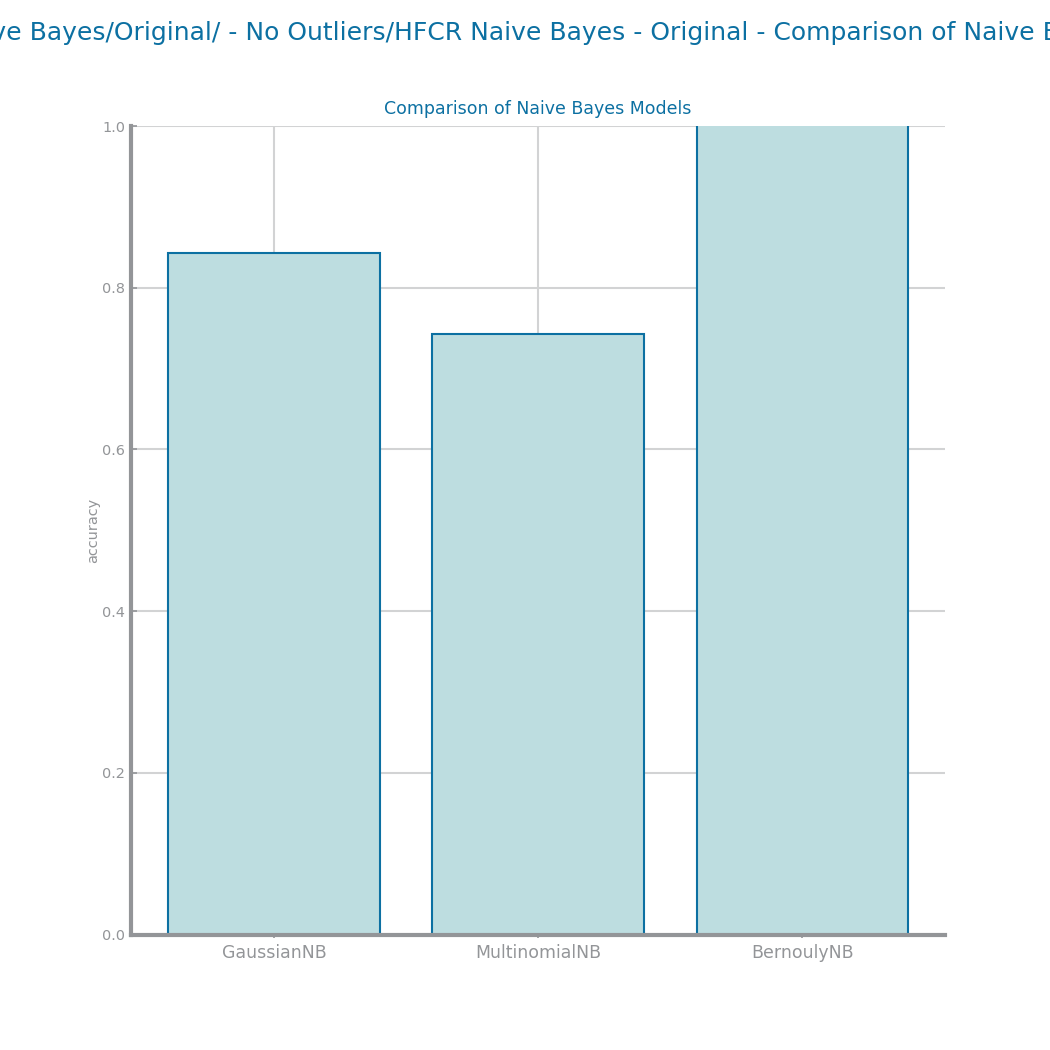 ve Bayes/Original/ - No Outliers/HFCR Naive Bayes - Original - Comparison of Naive
Comparison of Naive Bayes Models
1.0
0.8
0.6
0.4
0.2
0.0
accuracy
GaussianNB MultinomialNB BernoulyNB